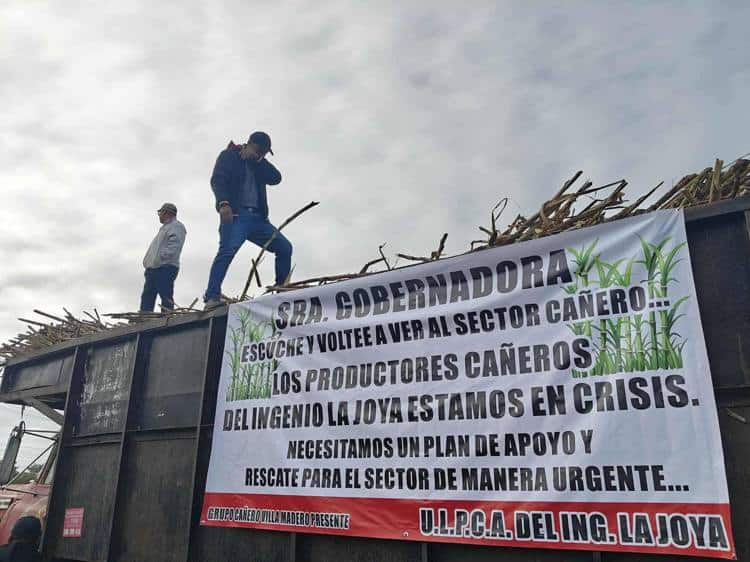 SRA. GOBERNADORA
ESCUCHE Y VOLTEE A VER AL SECTOR CAÑERO...
LOS PRODUCTORES CAÑEROS
DEL INGENIO LA JOYA ESTAMOS EN CRISIS.
NECESITAMOS UN PLAN DE APOYO Y
RESCATE PARA EL SECTOR DE MANERA URGENTE...
GRUPO CAÑERO VILLA MADERO PRESENTE
U.L.P.C.A. DEL ING. LA JOYA